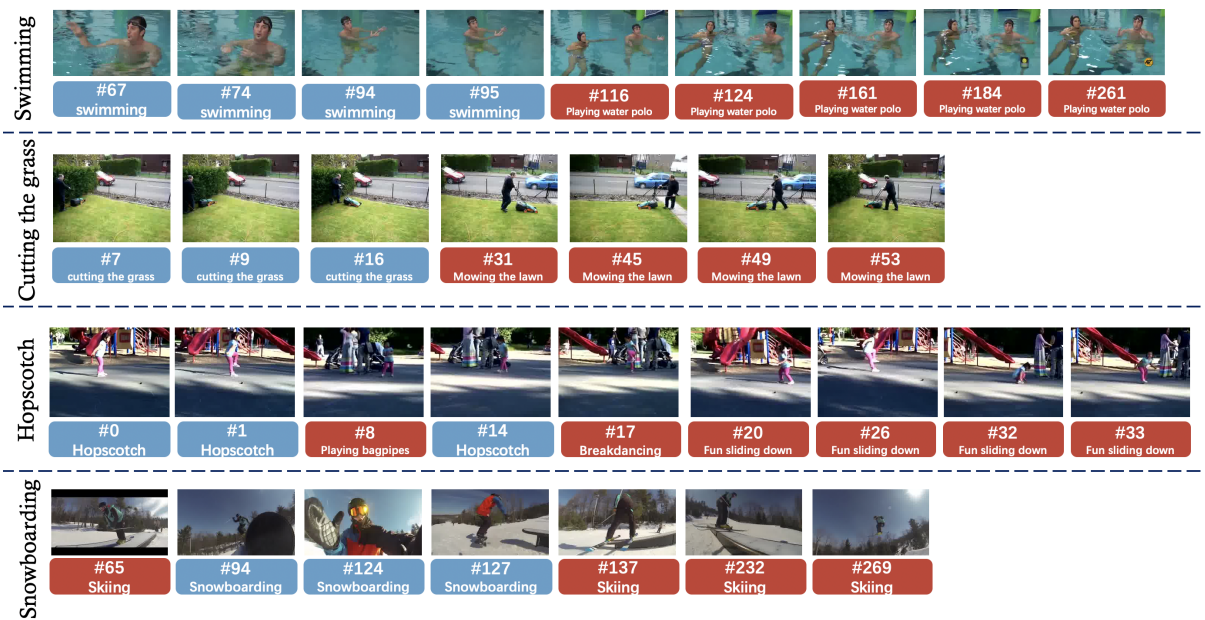 Swimming
#67
swimming
#74
swimming
#94
swimming
#95
swimming
#116
Playing water polo
#124
Playing water polo
#161
Playing water polo
#184
Playing water polo
#261
Playing water polo
Cutting the grass
#7
cutting the grass
#9
cutting the grass
#16
cutting the grass
#31
Mowing the lawn
#45
Mowing the lawn
#49
Mowing the lawn
#53
Mowing the lawn
Hopscotch
#0
Hopscotch
#1
Hopscotch
#8
Playing bagpipes
#14
Hopscotch
#17
Breakdancing
#20
Fun sliding down
#26
Fun sliding down
#32
Fun sliding down
#33
Fun sliding down
Snowboarding
#65
Skiing
#94
Snowboarding
#124
Snowboarding
#127
Snowboarding
#137
Skiing
#232
Skiing
#269
Skiing